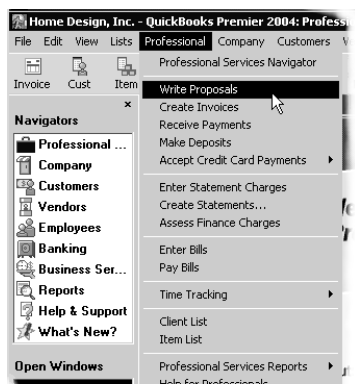 Home Design, Inc. - QuickBooks Premier 2004: Profess
File Edit View Lists Professional Company Customers V
Invoice Cust Item
Navigators
Professional ...
Company
Customers
Vendors
Employees
Banking
Business Ser...
Reports
Help & Support
What's New?
Open Windows
Professional Services Navigator
Write Proposals
Create Invoices
Receive Payments
Make Deposits
Accept Credit Card Payments
Enter Statement Charges
Create Statements...
Assess Finance Charges
Enter Bills
Pay Bills
Time Tracking
Client List
Item List
Professional Services Reports
Help for Professionals